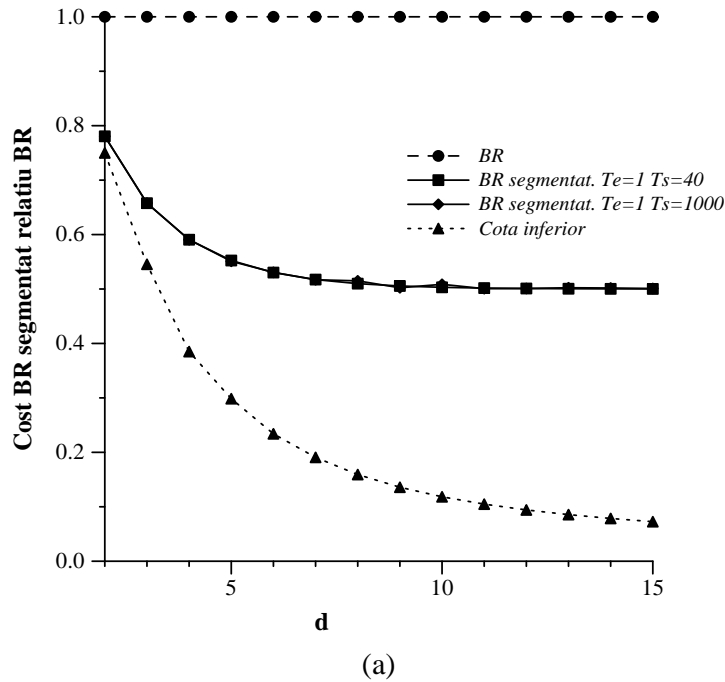 1.0
0.8
0.6
0.4
0.2
0.0
Cost BR segmentat relatiu BR
BR
BR segmentat. Te=1 Ts=40
BR segmentat. Te=1 Ts=1000
Cota inferior
5
10
15
d
(a)